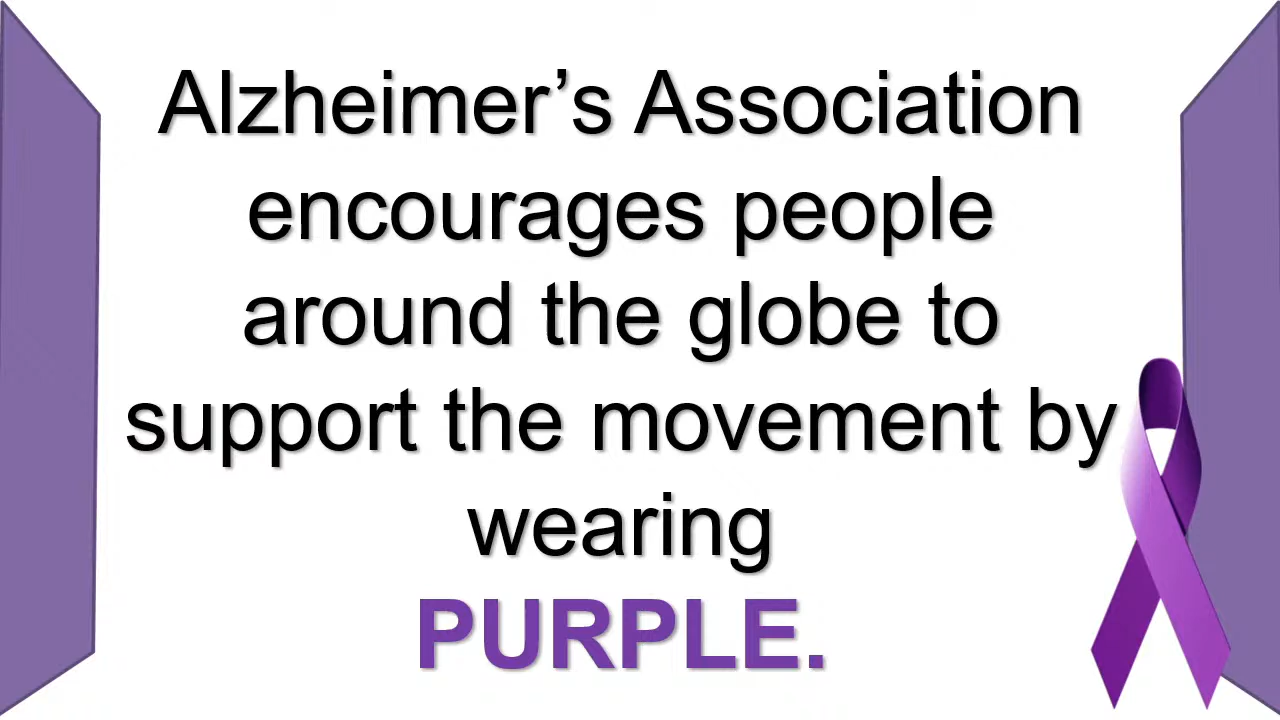 Alzheimer’s Association
encourages people
around the globe to
support the movement by
wearing
PURPLE.